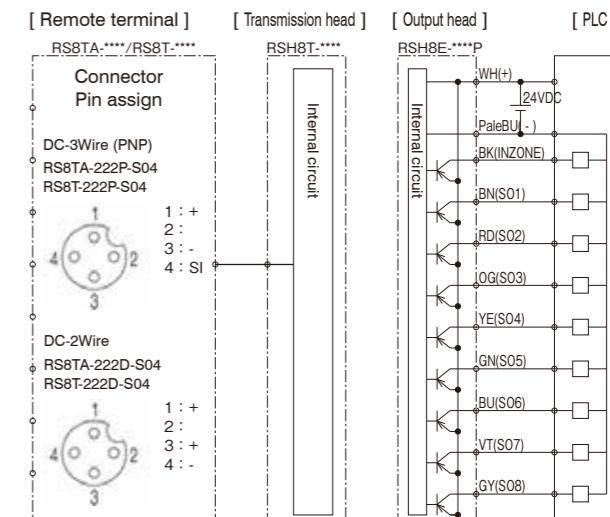 [ Remote terminal ]
[ Transmission head ]
[ Output head ]
[ PLC
RS8TA-****/RS8T-****
RSH8T-****
RSH8E-****P
Connector
Pin assign
DC-3Wire (PNP)
RS8TA-222P-S04
RS8T-222P-S04
1
4
2
3
1 : +
2 :
3 : -
4 : SI
DC-2Wire
RS8TA-222D-S04
RS8T-222D-S04
1
4
2
3
1 : +
2 :
3 : +
4 : -
Internal circuit
Internal circuit
WH(+)
24VDC
PaleBU( - )
BK(INZONE)
BN(SO1)
RD(SO2)
OG(SO3)
YE(SO4)
GN(SO5)
BU(SO6)
VT(SO7)
GY(SO8)